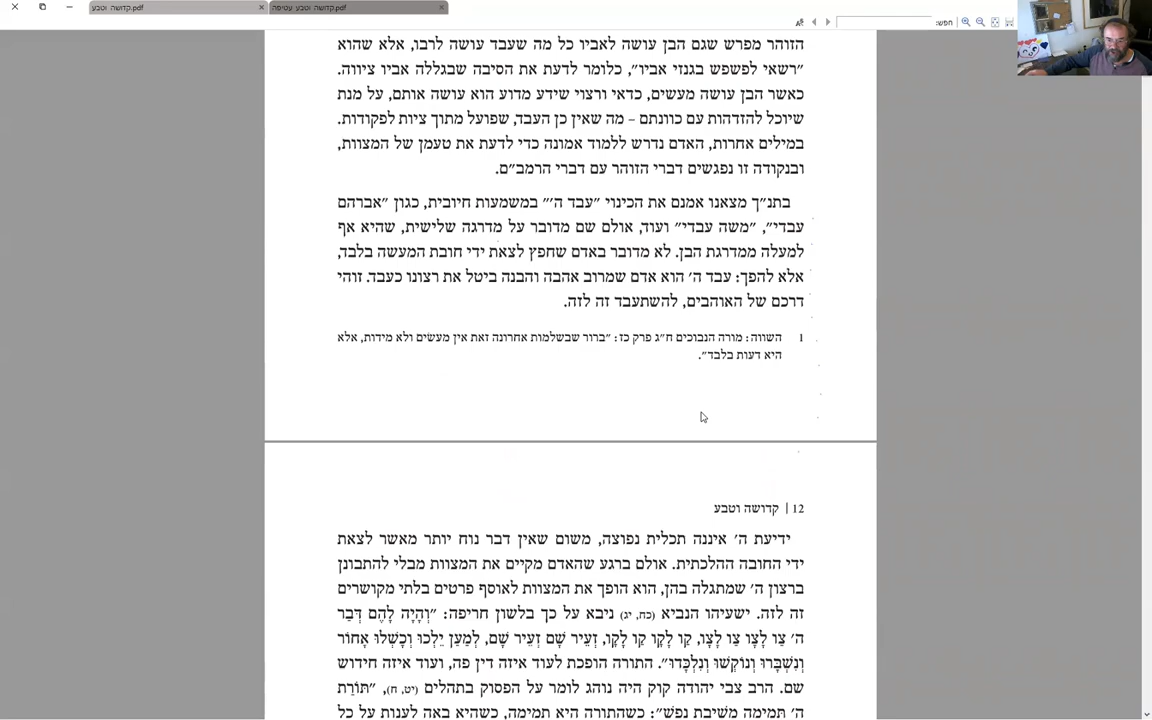 קדושה וטבע.pdf
קדושה וטבע עטיפה.pdf
חפש:
הזוהר מפרש שגם הבן עושה לאביו כל מה שעבד עושה לרבו, אלא שהוא
״רשאי לפשפש בגנזי אביו״, כלומר לדעת את הסיבה שבגללה אביו ציווה.
כאשר הבן עושה מעשים, כדאי ורצוי שידע מדוע הוא עושה אותם, על מנת
שיוכל להזדהות עם כוונתם – מה שאין כן העבד, שפועל מתוך ציות לפקודות.
במילים אחרות, האדם נדרש ללמוד אמונה כדי לדעת את טעמן של המצוות,
ובנקודה זו נפגשים דברי הזוהר עם דברי הרמב״ם.
בתנ״ך מצאנו אמנם את הכינוי ״עבד ה׳״ במשמעות חיובית, כגון ״אברהם
עבדי״, ״משה עבדי״ ועוד, אולם שם מדובר על מדרגה שלישית, שהיא אף
למעלה ממדרגת הבן. לא מדובר באדם שחפץ לצאת ידי חובת המעשה בלבד,
אלא להפך: עבד ה׳ הוא אדם שמרוב אהבה והבנה ביטל את רצונו כעבד. זוהי
דרכם של האוהבים, להשתעבד זה לזה.
1 השווה: מורה הנבוכים ח״ג פרק כז: ״ברור שבשלמות אחרונה זאת אין מעשׂים ולא מידות, אלא
היא דעות בלבד״.
12 | קדושה וטבע
ידיעת ה׳ איננה תכלית נפוצה, משום שאין דבר נוח יותר מאשר לצאת
ידי החובה ההלכתית. אולם ברגע שהאדם מקיים את המצוות מבלי להתבונן
ברצון ה׳ שמתגלה בהן, הוא הופך את המצוות לאוסף פרטים בלתי מקושרים
זה לזה. ישעיהו הנביא (כח, יג) ניבא על כך בלשון חריפה: ״וְהָיָה לָהֶם דְּבַר
ה׳ צַו לָצָו צַו לָצָו, קַו לָקָו קַו לָקָו, זְעֵיר שָׁם זְעֵיר שָׁם, לְמַעַן יֵלְכוּ וְכָשְׁלוּ אָחוֹר
וְנִשְׁבָּרוּ וְנוֹקְשׁוּ וְנִלְכָּדוּ״. התורה הופכת לעוד איזה דין פה, ועוד איזה חידוש
שם. הרב צבי יהודה קוק היה נוהג לומר על הפסוק בתהלים (יט, ח), ״תּוֹרַת
ה׳ תְּמִימָה מְשִׁיבַת נָפֶשׁ״: כשהתורה היא תמימה, כשהיא באה לענות על כל